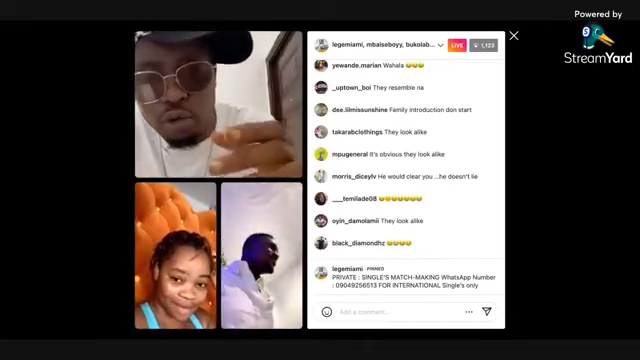 Powered by
StreamYard
legemiami, mbaiseboyy, bukolab...
LIVE
1,123
yewande.marian Wahala 😂😂😂
_uptown_boi They resemble na
dee.lilmissunshine Family introduction don start
takarabclothings They look alike
mpugeneral It's obvious they look alike
morris_diceylv He would clear you ...he doesn't lie
___temilade08
oyin_damolamii They look alike
black_diamondhz
legemiami PINNED
PRIVATE : SINGLE'S MATCH-MAKING WhatsApp Number
: 09049256513 FOR INTERNATIONAL Single's only
Add a comment...